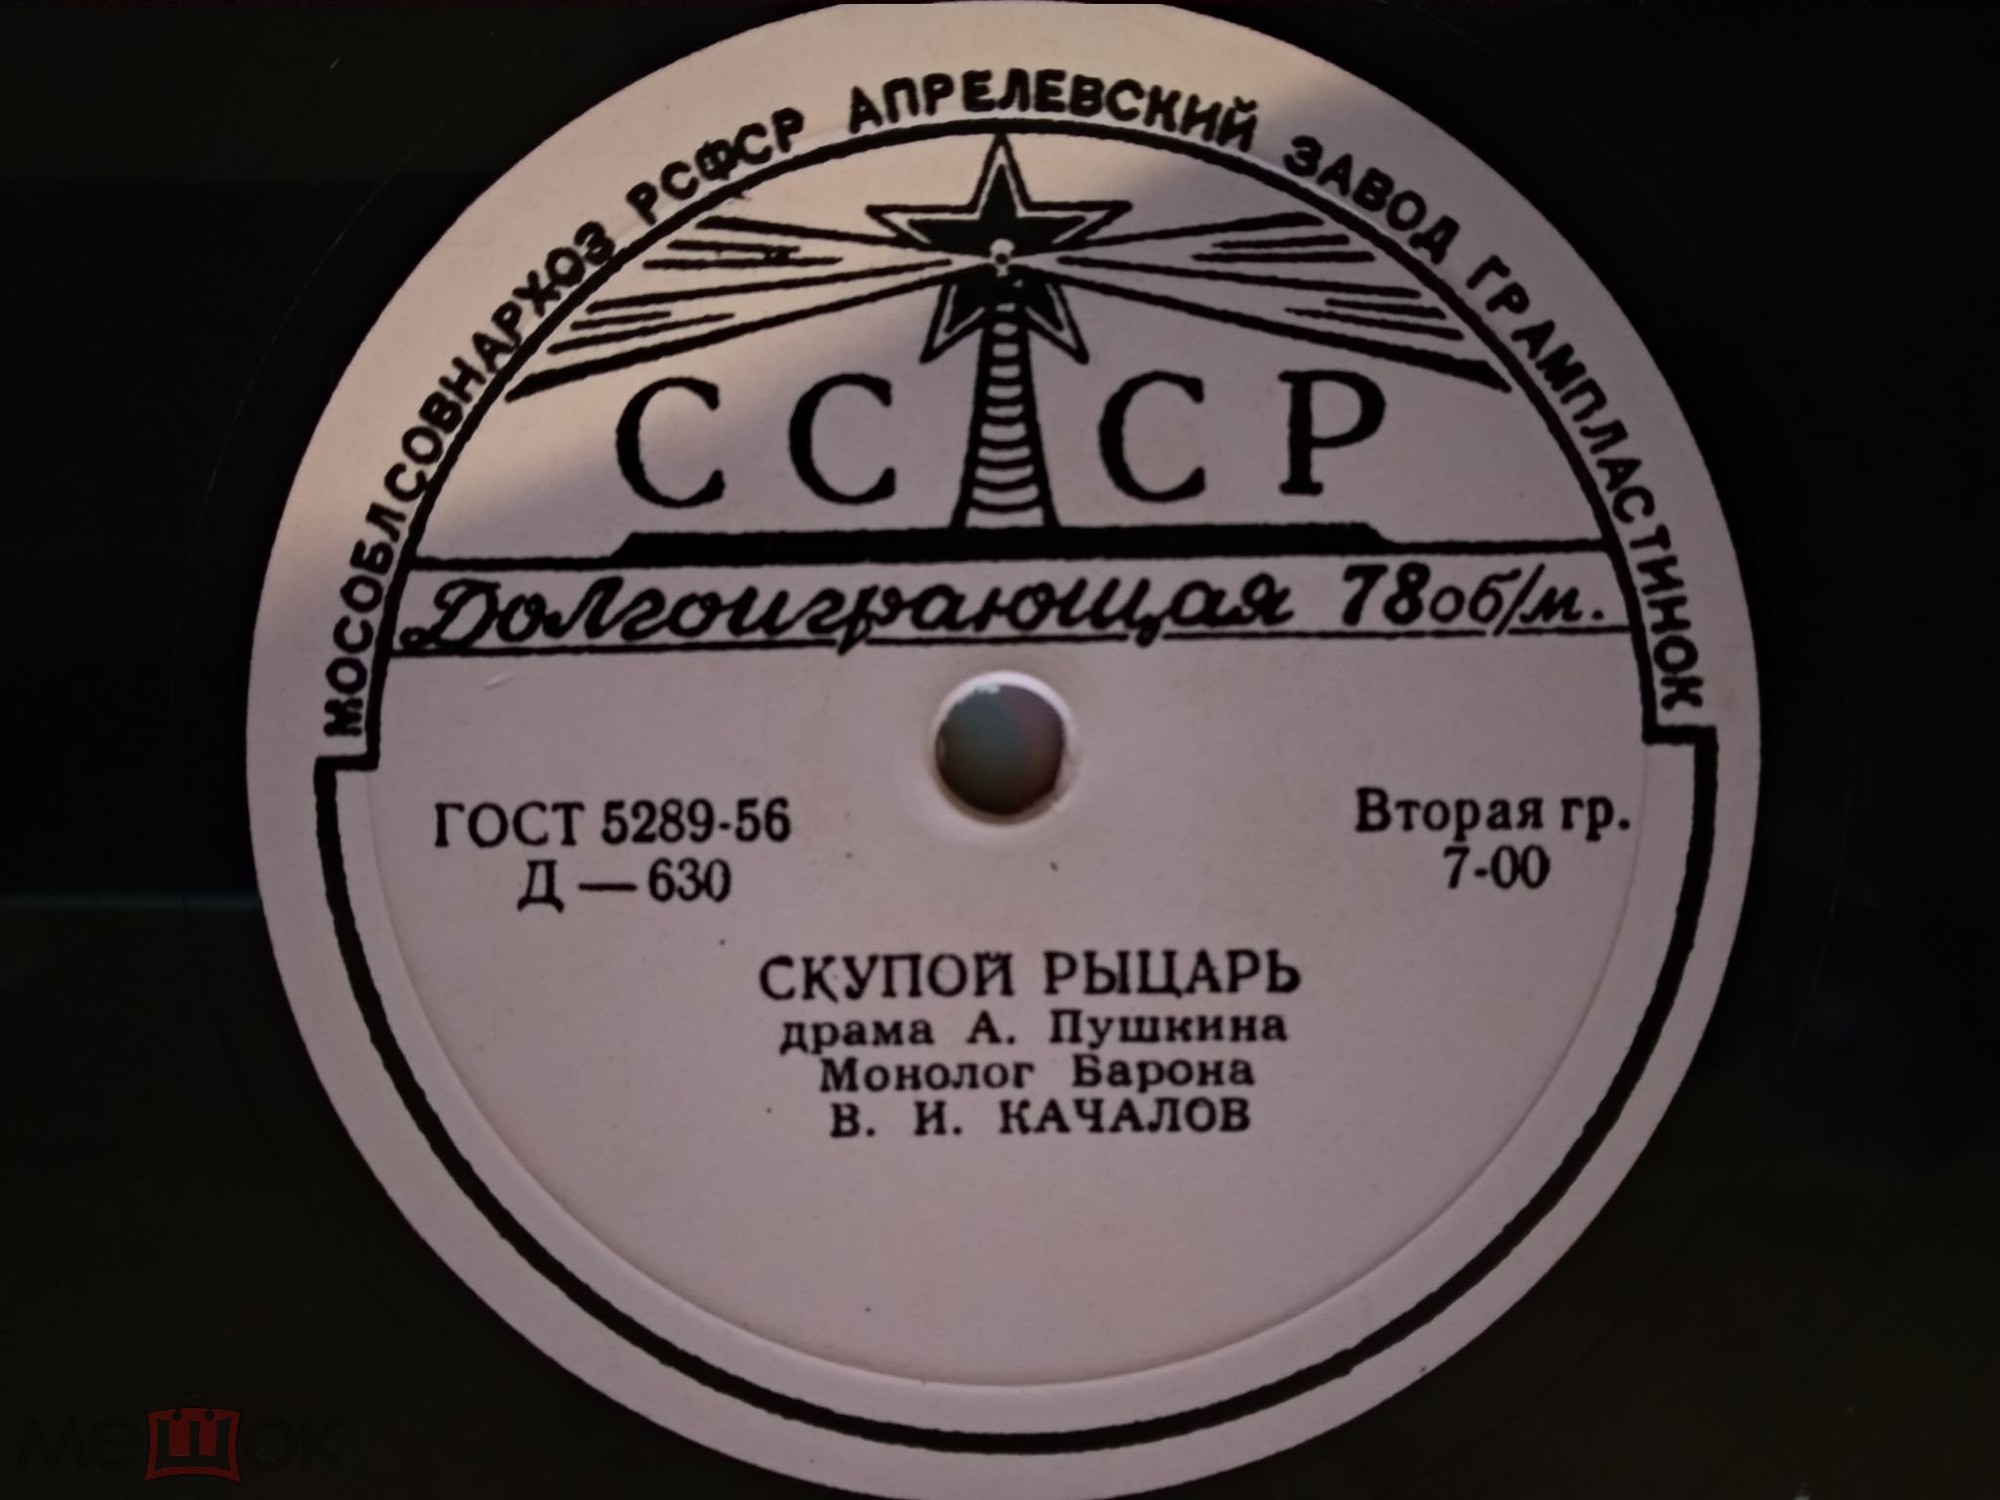 МОСОБЛСОВНАРХОЗ РСФСР АПРЕЛЕВСКИЙ ЗАВОД ГРАМПЛАСТИНОК
СССР
Долгоиграющая 78об/м.
ГОСТ 5289-56
Д — 630
Вторая гр.
7-00
СКУПОЙ РЫЦАРЬ
драма А. Пушкина
Монолог Барона
В. И. КАЧАЛОВ
мешок